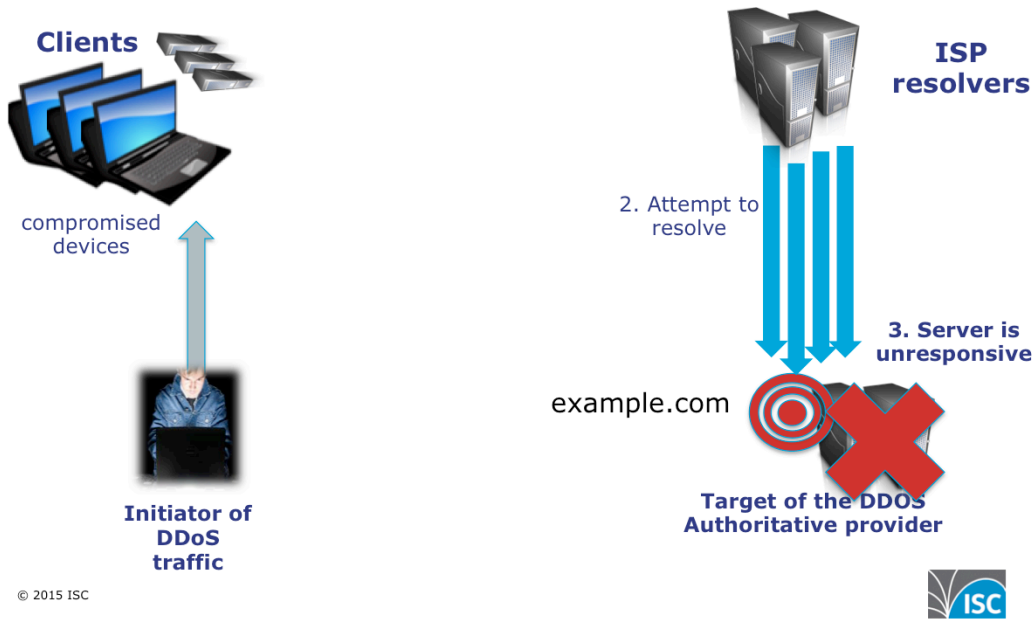 Clients
ISP
resolvers
compromised
devices
2. Attempt to
resolve
3. Server is
unresponsive
example.com
Initiator of
DDoS
traffic
Target of the DDOS
Authoritative provider
© 2015 ISC
ISC